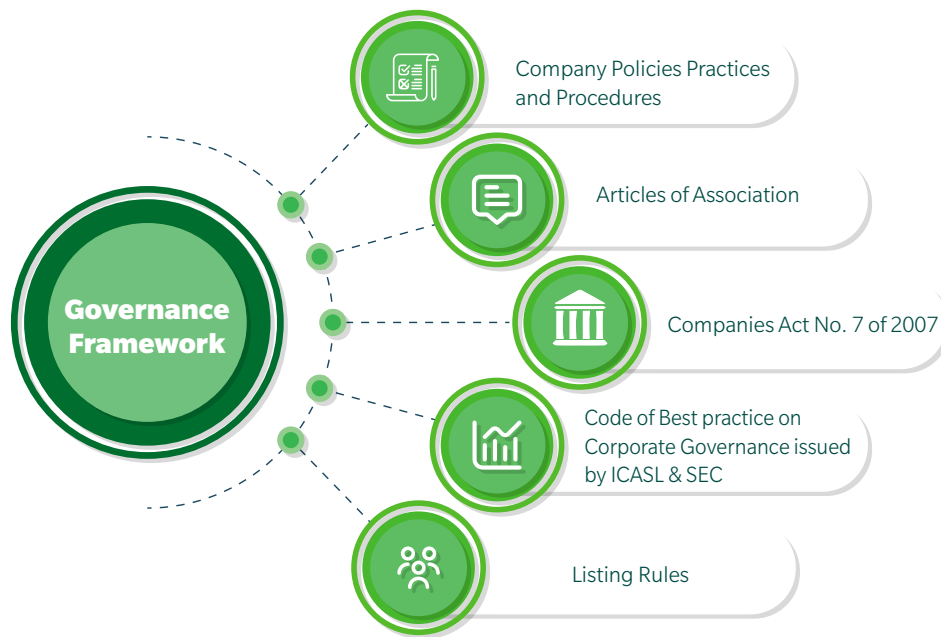 Company Policies Practices
and Procedures
Articles of Association
Governance
Framework
Companies Act No. 7 of 2007
Code of Best practice on
Corporate Governance issued
by ICASL & SEC
Listing Rules